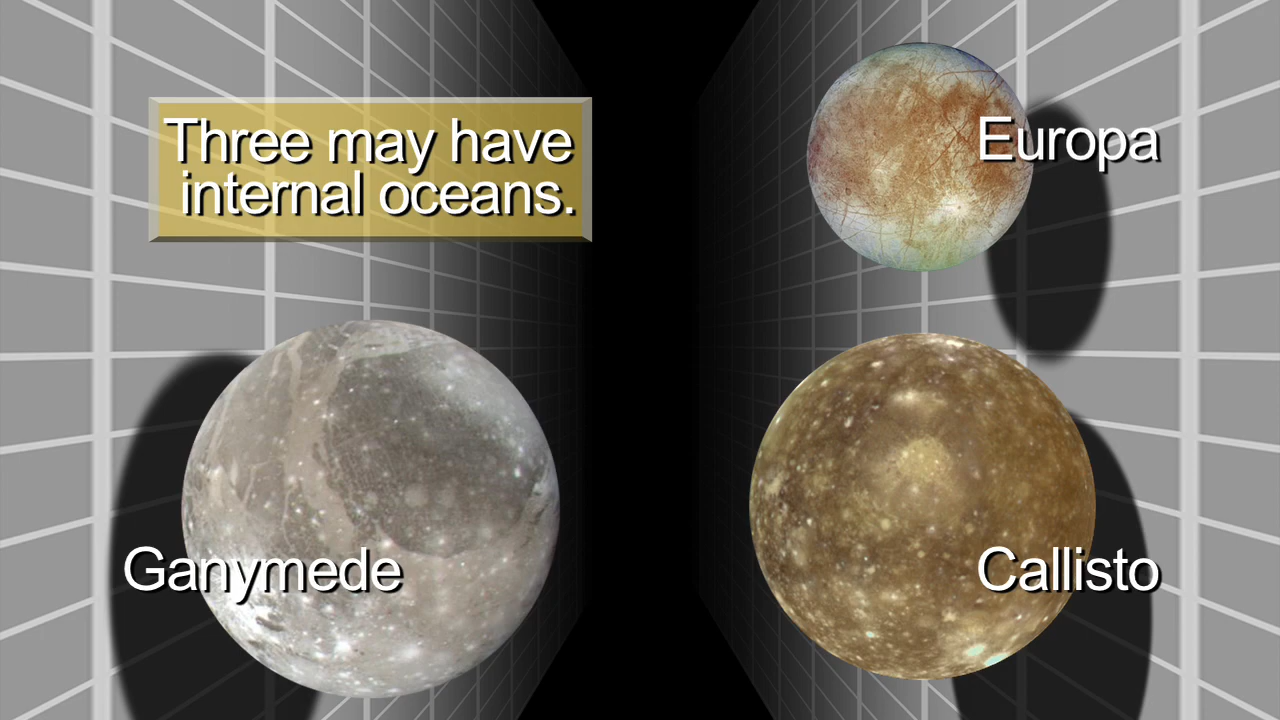 Three may have
internal oceans.
Europa
Ganymede
Callisto